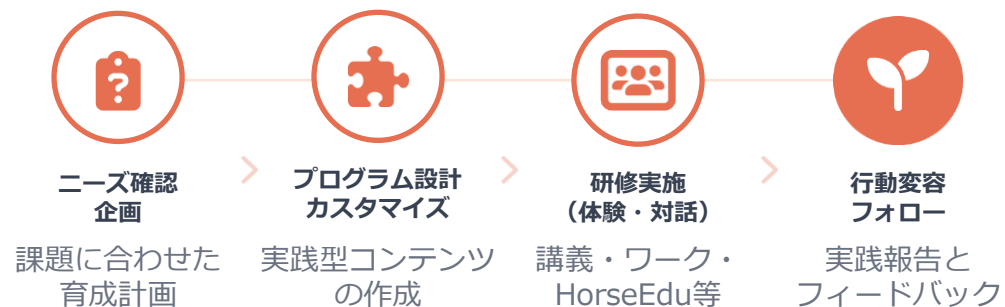 ニーズ確認
企画
課題に合わせた
育成計画
プログラム設計
カスタマイズ
実践型コンテンツ
の作成
研修実施
（体験・対話）
講義・ワーク・
HorseEdu等
行動変容
フォロー
実践報告と
フィードバック